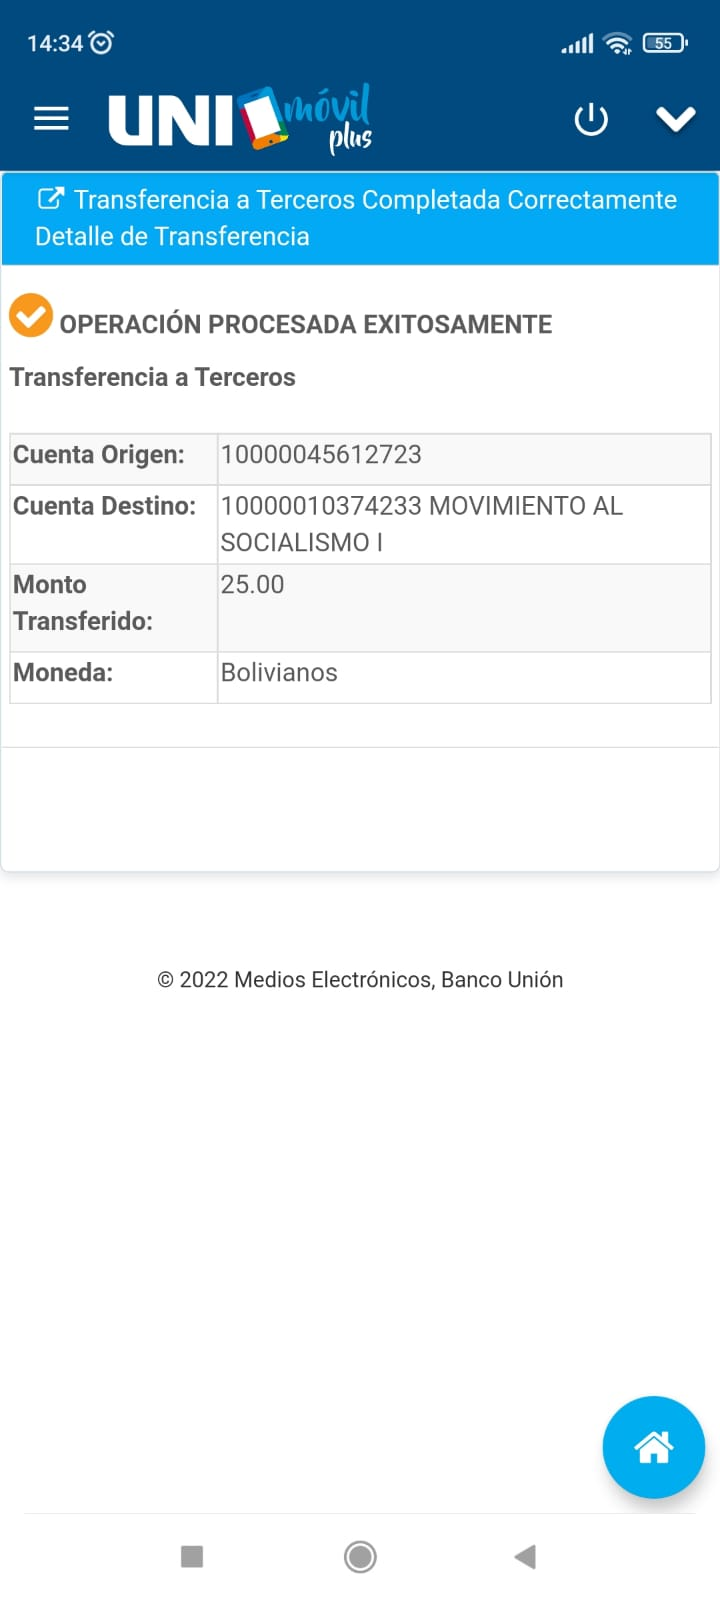 14:34
55
UNI móvil plus
Transferencia a Terceros Completada Correctamente
Detalle de Transferencia
OPERACIÓN PROCESADA EXITOSAMENTE
Transferencia a Terceros
Cuenta Origen: 10000045612723
Cuenta Destino: 10000010374233 MOVIMIENTO AL
SOCIALISMO I
Monto 25.00
Transferido:
Moneda: Bolivianos
© 2022 Medios Electrónicos, Banco Unión